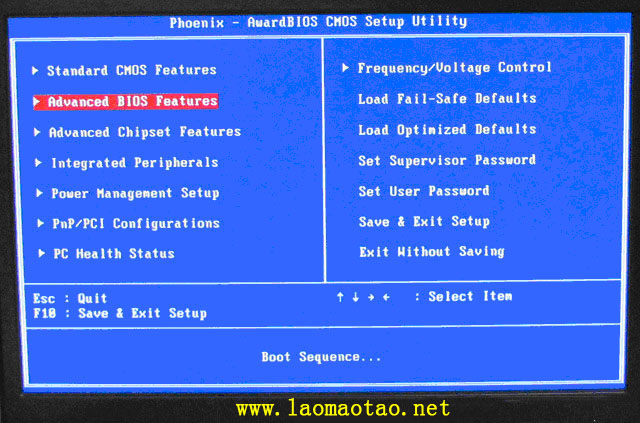 Phoenix - AwardBIOS CMOS Setup Utility
Standard CMOS Features
Advanced BIOS Features
Advanced Chipset Features
Integrated Peripherals
Power Management Setup
PnP/PCI Configurations
PC Health Status
Frequency/Voltage Control
Load Fail-Safe Defaults
Load Optimized Defaults
Set Supervisor Password
Set User Password
Save & Exit Setup
Exit Without Saving
Esc : Quit
F10 : Save & Exit Setup
↑ ↓ → ← : Select Item
Boot Sequence...
www.laomaotao.net